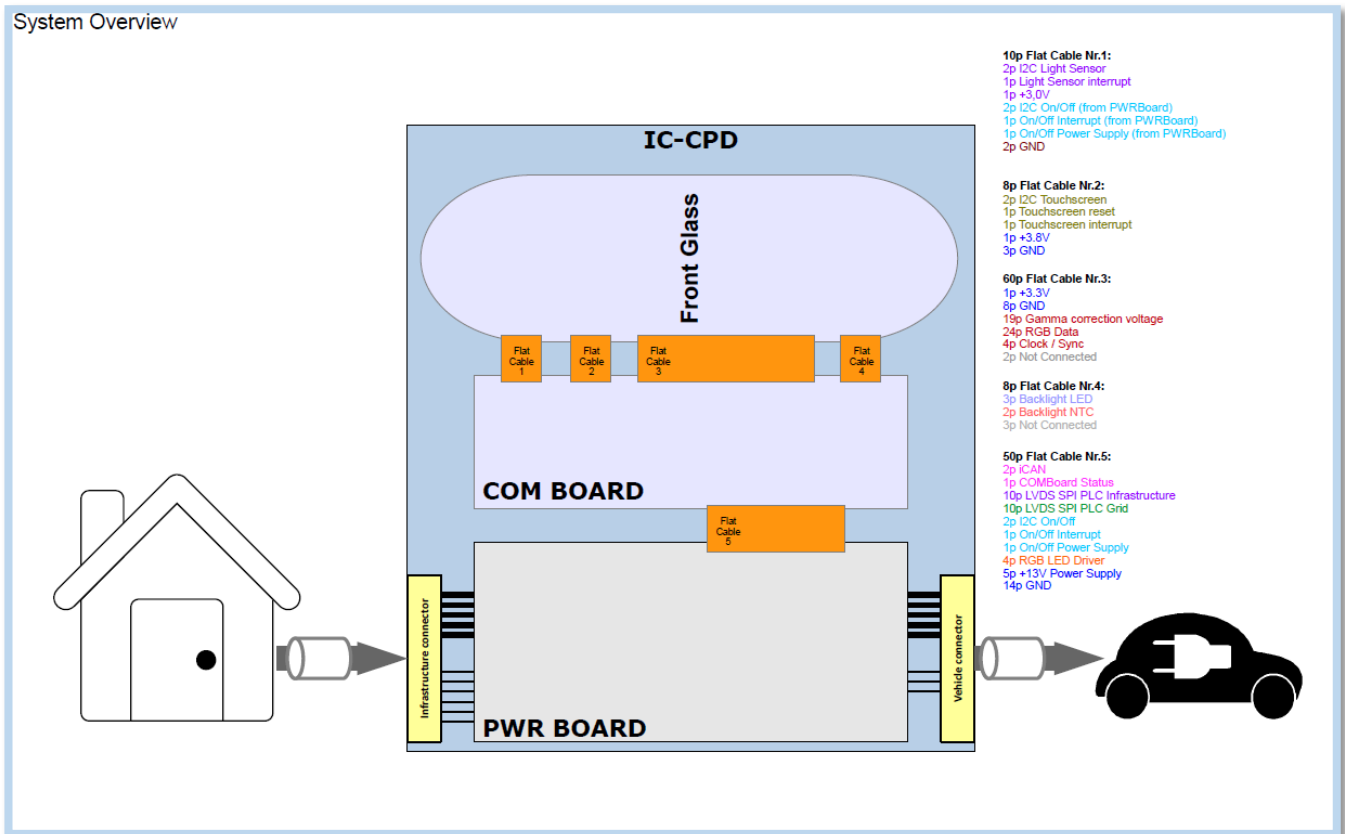 System Overview
IC-CPD
Front Glass
Flat
Cable
1
Flat
Cable
2
Flat
Cable
3
Flat
Cable
4
COM BOARD
Flat
Cable
5
PWR BOARD
Infrastructure connector
Vehicle connector
10p Flat Cable Nr.1:
2p I2C Light Sensor
1p Light Sensor interrupt
1p +3,0V
2p I2C On/Off (from PWRBoard)
1p On/Off Interrupt (from PWRBoard)
1p On/Off Power Supply (from PWRBoard)
2p GND
8p Flat Cable Nr.2:
2p I2C Touchscreen
1p Touchscreen reset
1p Touchscreen interrupt
1p +3.8V
3p GND
60p Flat Cable Nr.3:
1p +3.3V
8p GND
19p Gamma correction voltage
24p RGB Data
4p Clock / Sync
2p Not Connected
8p Flat Cable Nr.4:
3p Backlight LED
2p Backlight NTC
3p Not Connected
50p Flat Cable Nr.5:
2p iCAN
1p COMBoard Status
10p LVDS SPI PLC Infrastructure
10p LVDS SPI PLC Grid
2p I2C On/Off
1p On/Off Interrupt
1p On/Off Power Supply
4p RGB LED Driver
5p +13V Power Supply
14p GND